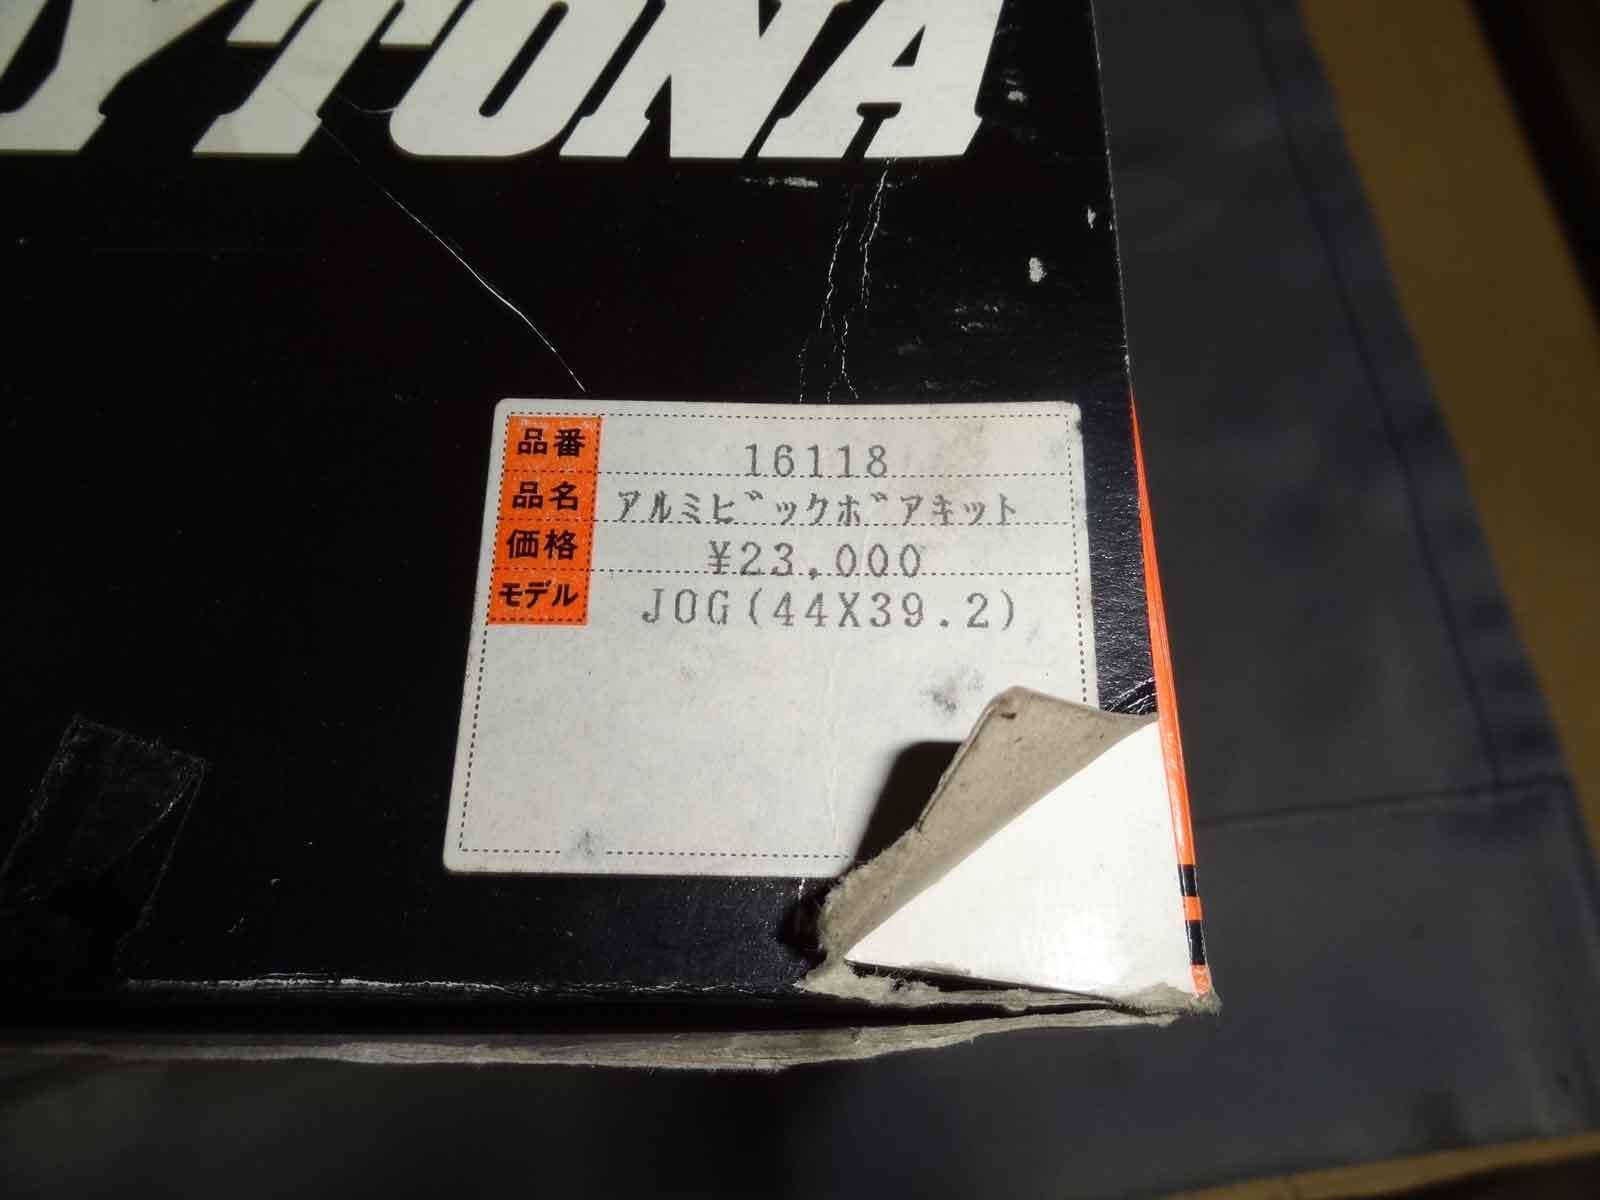 AYTONA
品番 16118
品名 アルミビックボアキット
価格 ¥23,000
モデル JOG(44X39.2)